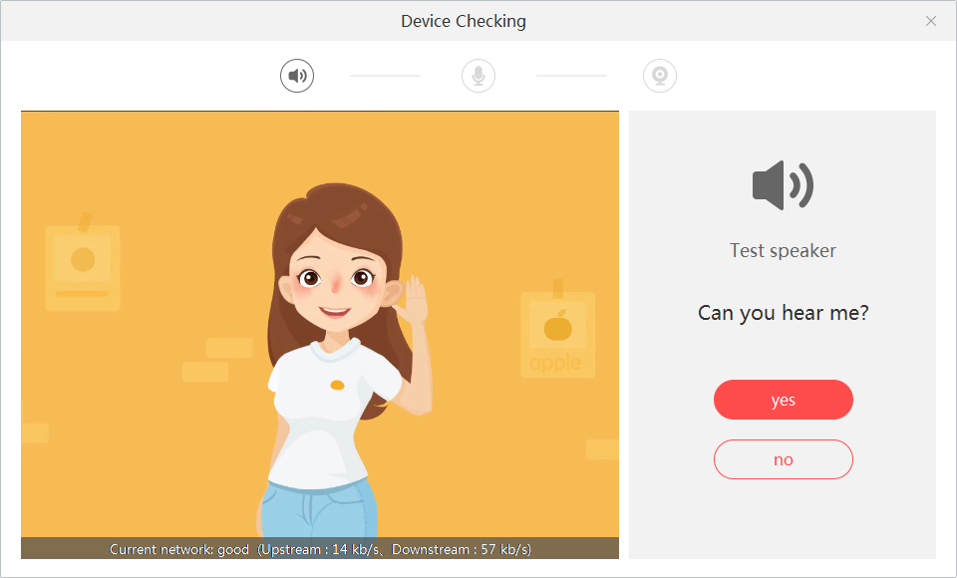 Device Checking
Test speaker
Can you hear me?
apple
yes
no
Current network: good (Upstream : 14 kb/s、Downstream : 57 kb/s)